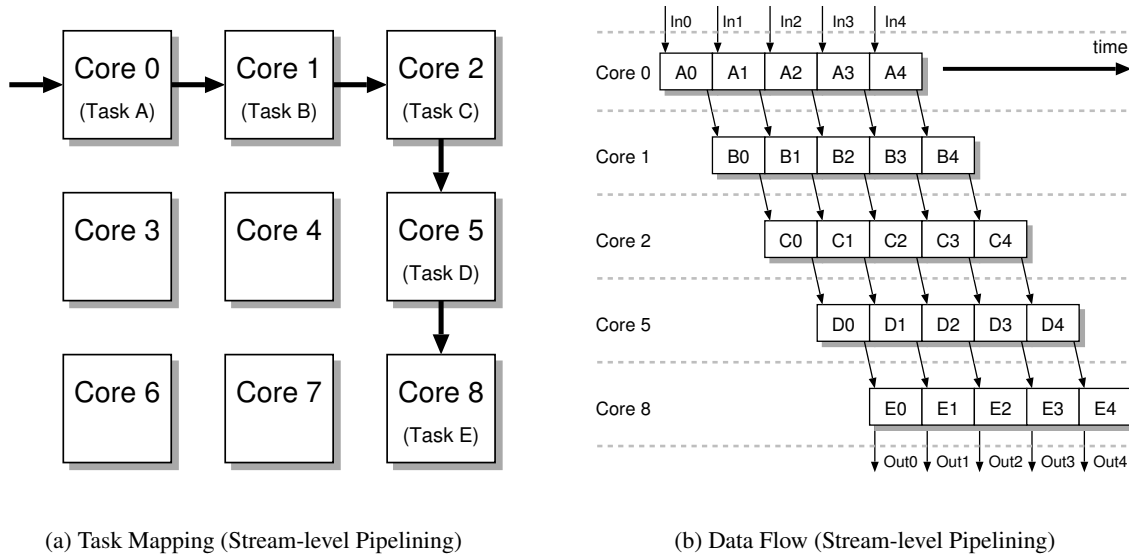 Core 0
(Task A)
Core 1
(Task B)
Core 2
(Task C)
Core 3
Core 4
Core 5
(Task D)
Core 6
Core 7
Core 8
(Task E)
(a) Task Mapping (Stream-level Pipelining)
In0 In1 In2 In3 In4
time
Core 0 A0 A1 A2 A3 A4
Core 1 B0 B1 B2 B3 B4
Core 2 C0 C1 C2 C3 C4
Core 5 D0 D1 D2 D3 D4
Core 8 E0 E1 E2 E3 E4
Out0 Out1 Out2 Out3 Out4
(b) Data Flow (Stream-level Pipelining)